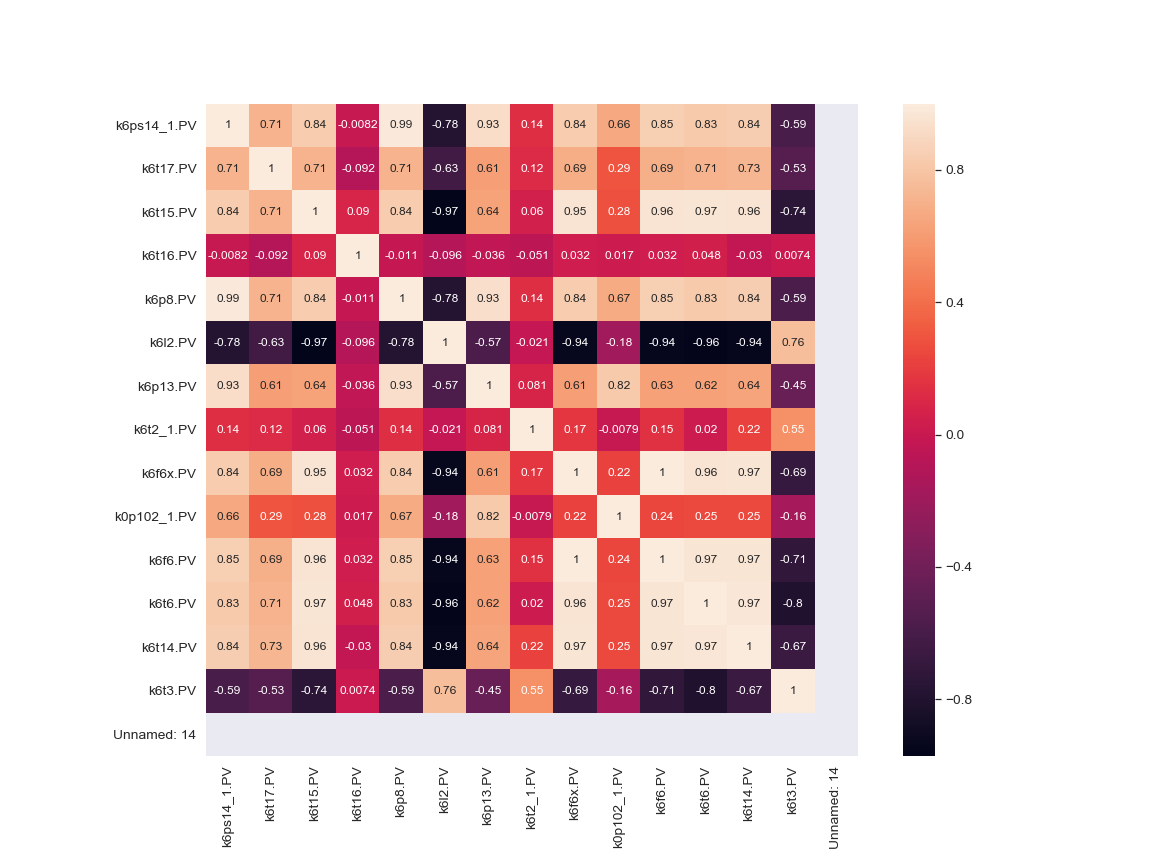 k6ps14_1.PV 1 0.71 0.84 -0.0082 0.99 -0.78 0.93 0.14 0.84 0.66 0.85 0.83 0.84 -0.59
k6t17.PV 0.71 1 0.71 -0.092 0.71 -0.63 0.61 0.12 0.69 0.29 0.69 0.71 0.73 -0.53
k6t15.PV 0.84 0.71 1 0.09 0.84 -0.97 0.64 0.06 0.95 0.28 0.96 0.97 0.96 -0.74
k6t16.PV -0.0082 -0.092 0.09 1 -0.011 -0.096 -0.036 -0.051 0.032 0.017 0.032 0.048 -0.03 0.0074
k6p8.PV 0.99 0.71 0.84 -0.011 1 -0.78 0.93 0.14 0.84 0.67 0.85 0.83 0.84 -0.59
k6l2.PV -0.78 -0.63 -0.97 -0.096 -0.78 1 -0.57 -0.021 -0.94 -0.18 -0.94 -0.96 -0.94 0.76
k6p13.PV 0.93 0.61 0.64 -0.036 0.93 -0.57 1 0.081 0.61 0.82 0.63 0.62 0.64 -0.45
k6t2_1.PV 0.14 0.12 0.06 -0.051 0.14 -0.021 0.081 1 0.17 -0.0079 0.15 0.02 0.22 0.55
k6f6x.PV 0.84 0.69 0.95 0.032 0.84 -0.94 0.61 0.17 1 0.22 1 0.96 0.97 -0.69
k0p102_1.PV 0.66 0.29 0.28 0.017 0.67 -0.18 0.82 -0.0079 0.22 1 0.24 0.25 0.25 -0.16
k6f6.PV 0.85 0.69 0.96 0.032 0.85 -0.94 0.63 0.15 1 0.24 1 0.97 0.97 -0.71
k6t6.PV 0.83 0.71 0.97 0.048 0.83 -0.96 0.62 0.02 0.96 0.25 0.97 1 0.97 -0.8
k6t14.PV 0.84 0.73 0.96 -0.03 0.84 -0.94 0.64 0.22 0.97 0.25 0.97 0.97 1 -0.67
k6t3.PV -0.59 -0.53 -0.74 0.0074 -0.59 0.76 -0.45 0.55 -0.69 -0.16 -0.71 -0.8 -0.67 1
Unnamed: 14
k6ps14_1.PV
k6t17.PV
k6t15.PV
k6t16.PV
k6p8.PV
k6l2.PV
k6p13.PV
k6t2_1.PV
k6f6x.PV
k0p102_1.PV
k6f6.PV
k6t6.PV
k6t14.PV
k6t3.PV
Unnamed: 14
0.8
0.4
0.0
−0.4
−0.8